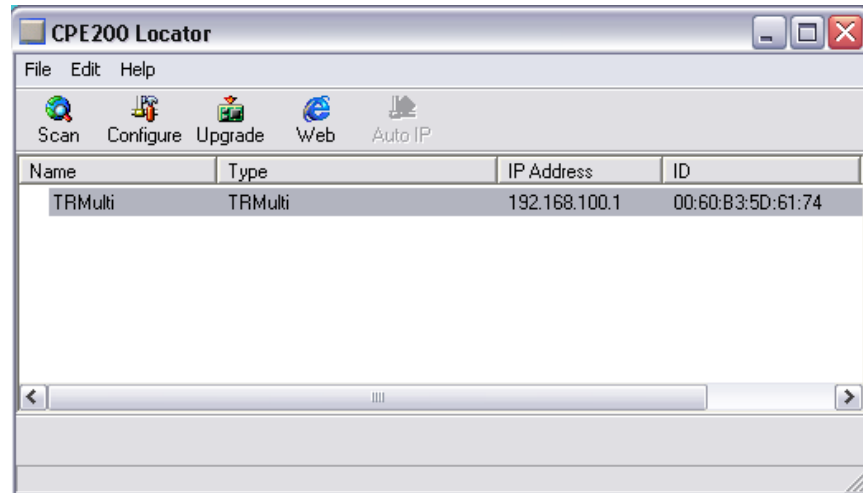 CPE200 Locator
File Edit Help
Scan Configure Upgrade Web Auto IP
Name Type IP Address ID
TRMulti TRMulti 192.168.100.1 00:60:B3:5D:61:74